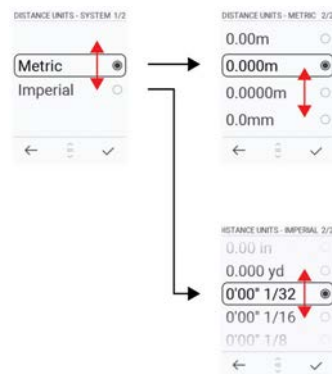 DISTANCE UNITS - SYSTEM 1/2
Metric
Imperial
DISTANCE UNITS - METRIC 2/2
0.00m
0.000m
0.0000m
0.0mm
ISTANCE UNITS - IMPERIAL 2/2
0.00 in
0.000 yd
0'00" 1/32
0'00" 1/16
0'00" 1/8